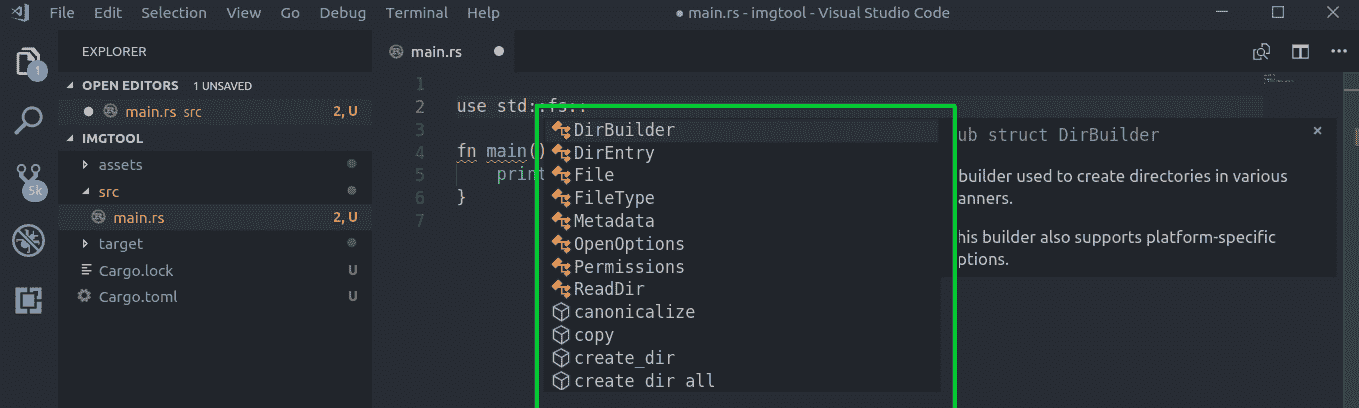 File Edit Selection View Go Debug Terminal Help ● main.rs - imgtool - Visual Studio Code
EXPLORER
OPEN EDITORS 1 UNSAVED
main.rs src 2, U
IMGTOOL
assets
src
main.rs 2, U
target
Cargo.lock U
Cargo.toml U
1
5k
main.rs
1
2 use std::fs::
3
4 fn main()
5 print
6 }
7
DirBuilder
DirEntry
File
FileType
Metadata
OpenOptions
Permissions
ReadDir
canonicalize
copy
create_dir
create dir all
ub struct DirBuilder
builder used to create directories in various
anners.
his builder also supports platform-specific
ptions.